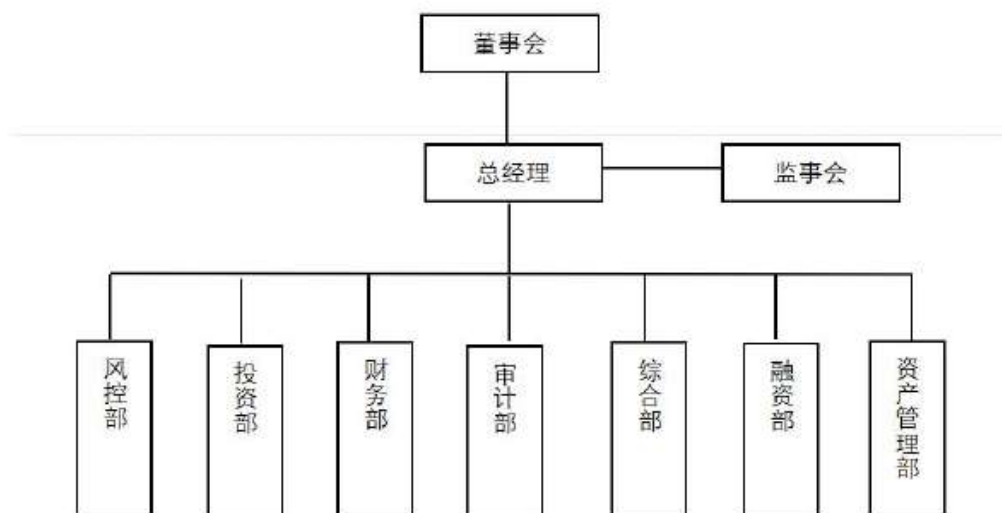 董事会
总经理
监事会
风控部
投资部
财务部
审计部
综合部
融资部
资产管理部